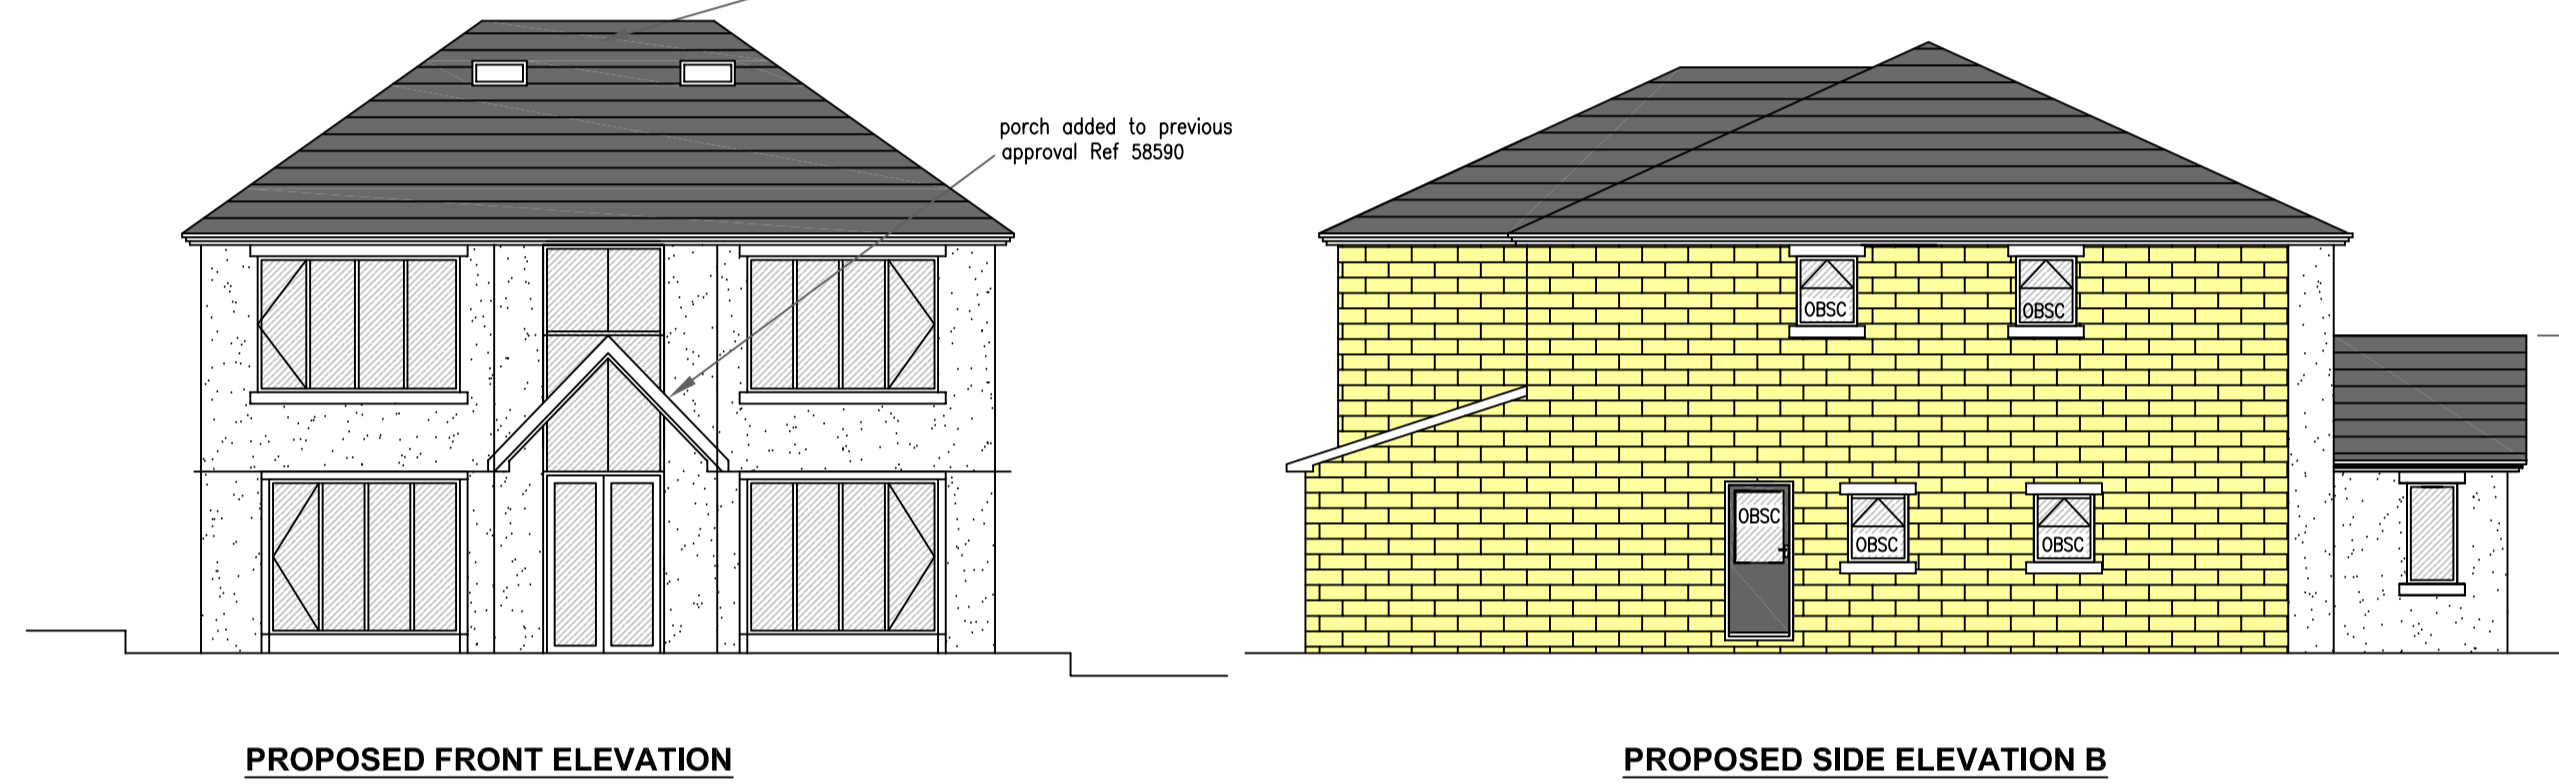 porch added to previous
approval Ref 58590
OBSC
OBSC
OBSC
OBSC
OBSC
PROPOSED FRONT ELEVATION
PROPOSED SIDE ELEVATION B